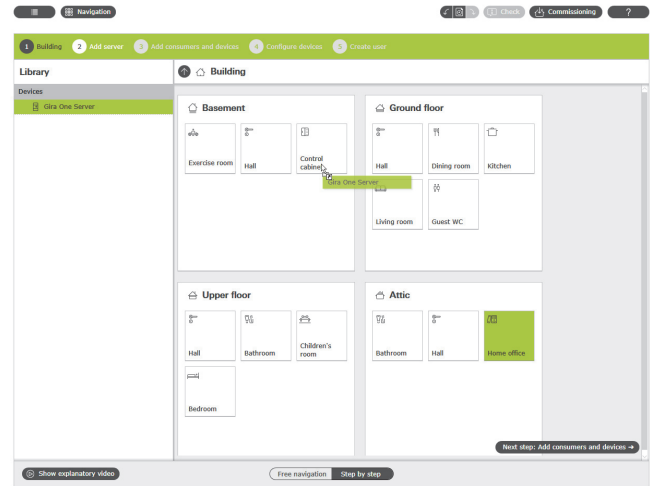 Navigation
Check
Commissioning
?
1 Building
2 Add server
3 Add consumers and devices
4 Configure devices
5 Create user
Library
Building
Devices
Gira One Server
Basement
Exercise room
Hall
Control
cabinet
Gira One Server
Ground floor
Hall
Dining room
Kitchen
Living room
Guest WC
Upper floor
Hall
Bathroom
Children's
room
Bedroom
Attic
Bathroom
Hall
Home office
Next step: Add consumers and devices →
Show explanatory video
Free navigation
Step by step